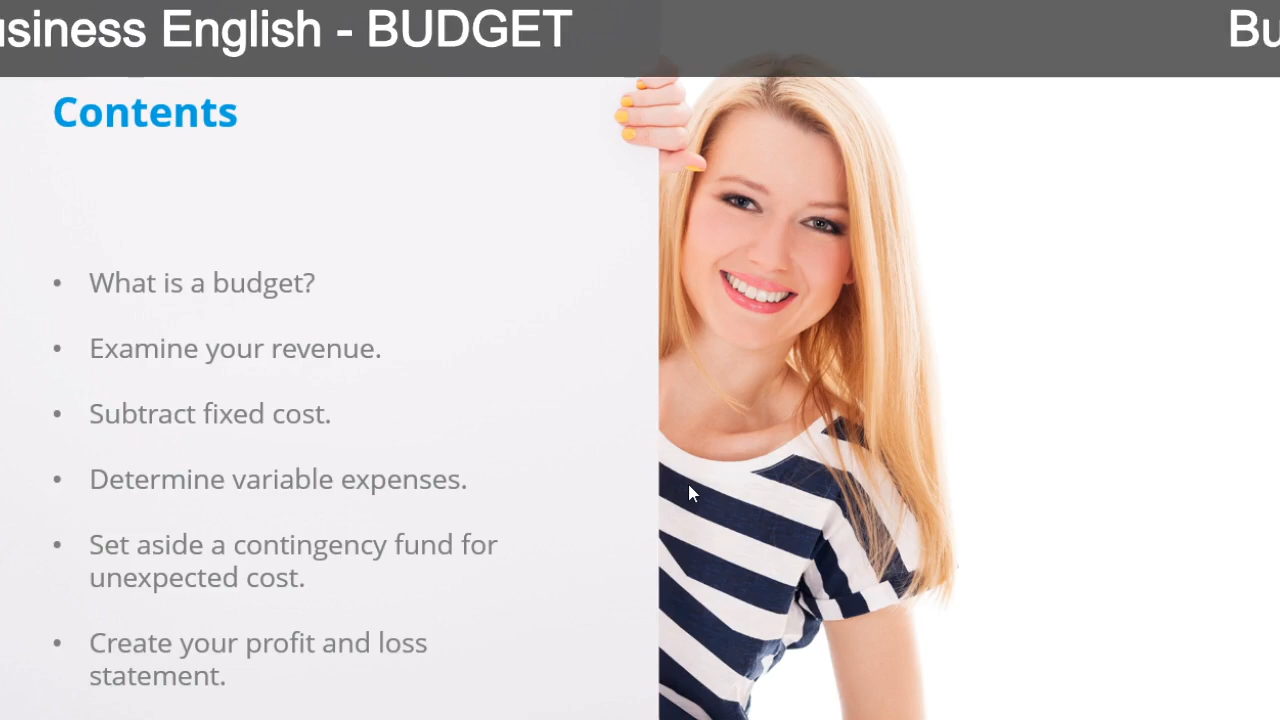 usiness English - BUDGET
Bu
Contents
• What is a budget?
• Examine your revenue.
• Subtract fixed cost.
• Determine variable expenses.
• Set aside a contingency fund for
unexpected cost.
• Create your profit and loss
statement.